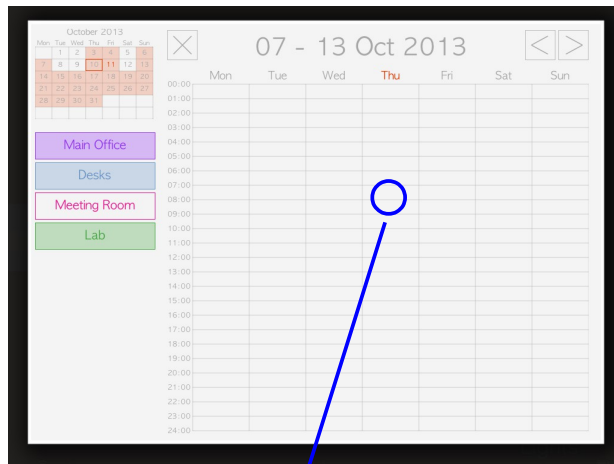 October 2013
Mon Tue Wed Thu Fri Sat Sun
1 2 3 4 5 6
7 8 9 10 11 12 13
14 15 16 17 18 19 20
21 22 23 24 25 26 27
28 29 30 31
Main Office
Desks
Meeting Room
Lab
07 - 13 Oct 2013
< >
Mon Tue Wed Thu Fri Sat Sun
00:00
01:00
02:00
03:00
04:00
05:00
06:00
07:00
08:00
09:00
10:00
11:00
12:00
13:00
14:00
15:00
16:00
17:00
18:00
19:00
20:00
21:00
22:00
23:00
24:00